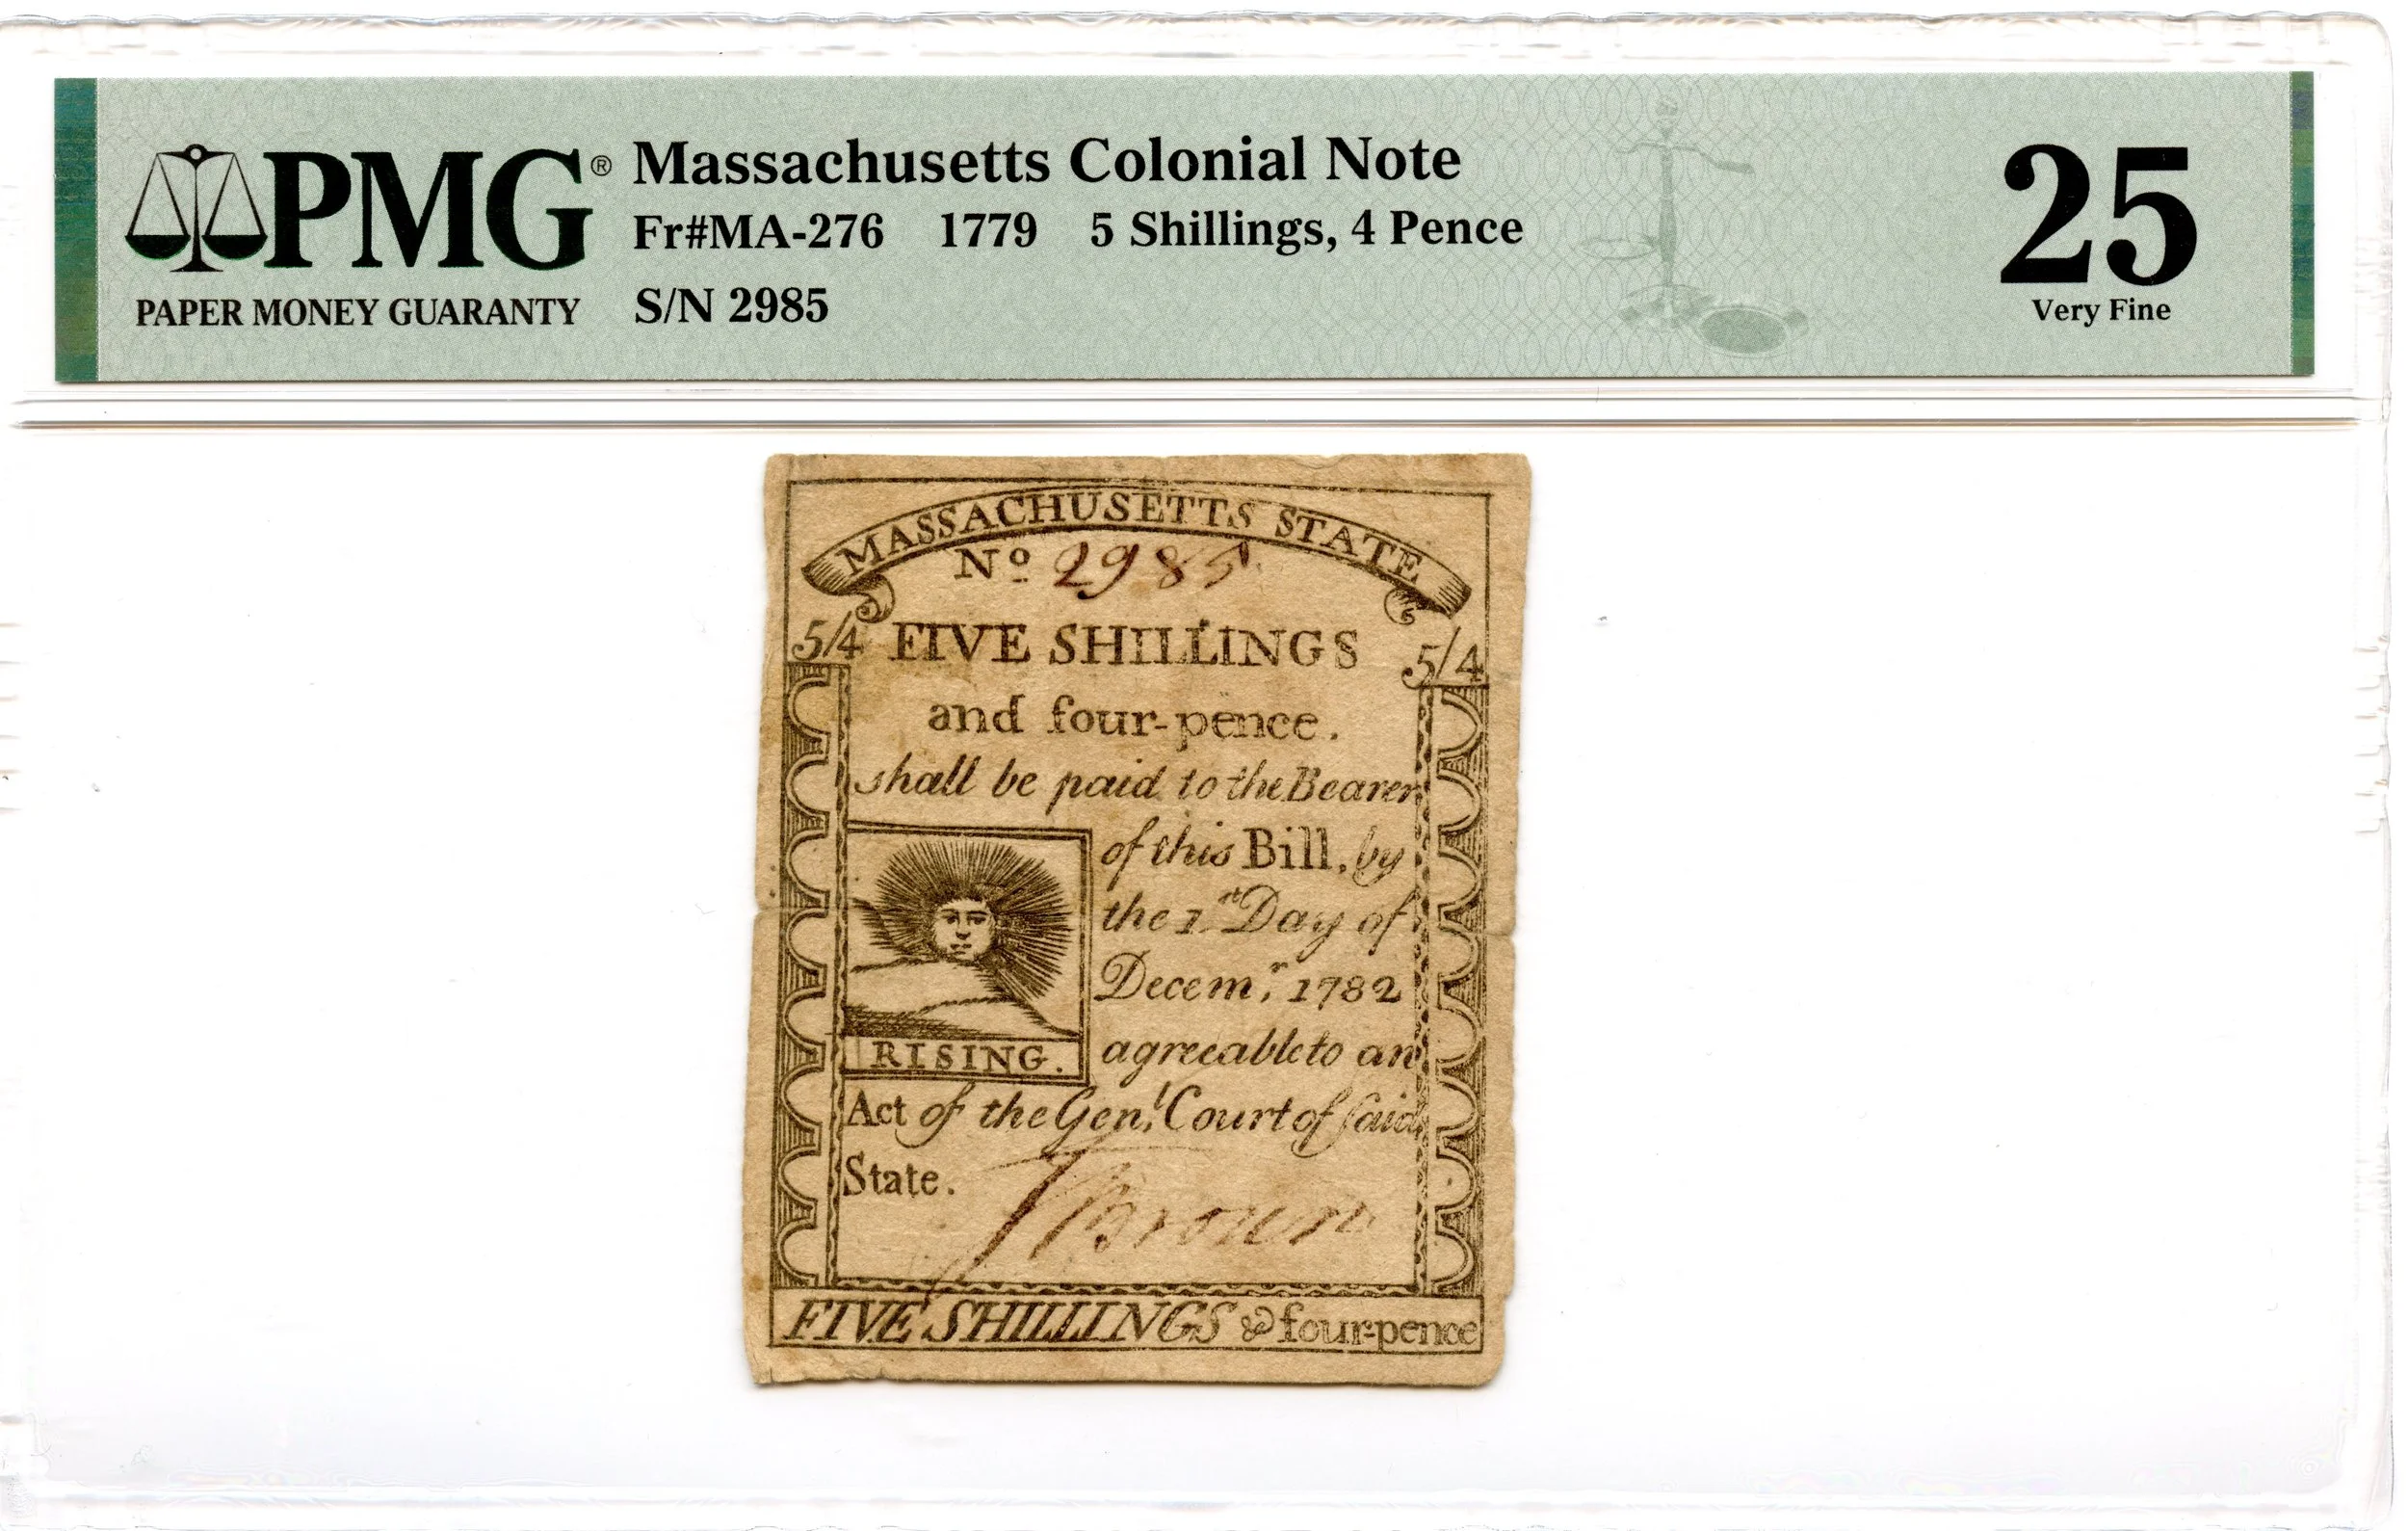 PMG®
PAPER MONEY GUARANTY
Massachusetts Colonial Note
Fr#MA-276 1779 5 Shillings, 4 Pence
S/N 2985
25
Very Fine
MASSACHUSETTS STATE
No 2985
5/4 FIVE SHILLINGS 5/4
and four-pence.
shall be paid to the Bearer
of this Bill, by
the 1st Day of
Decemr, 1782
agreeable to an
RISING.
Act of the Genl. Court of said
State.
J Brown
FIVE SHILLINGS & four-pence